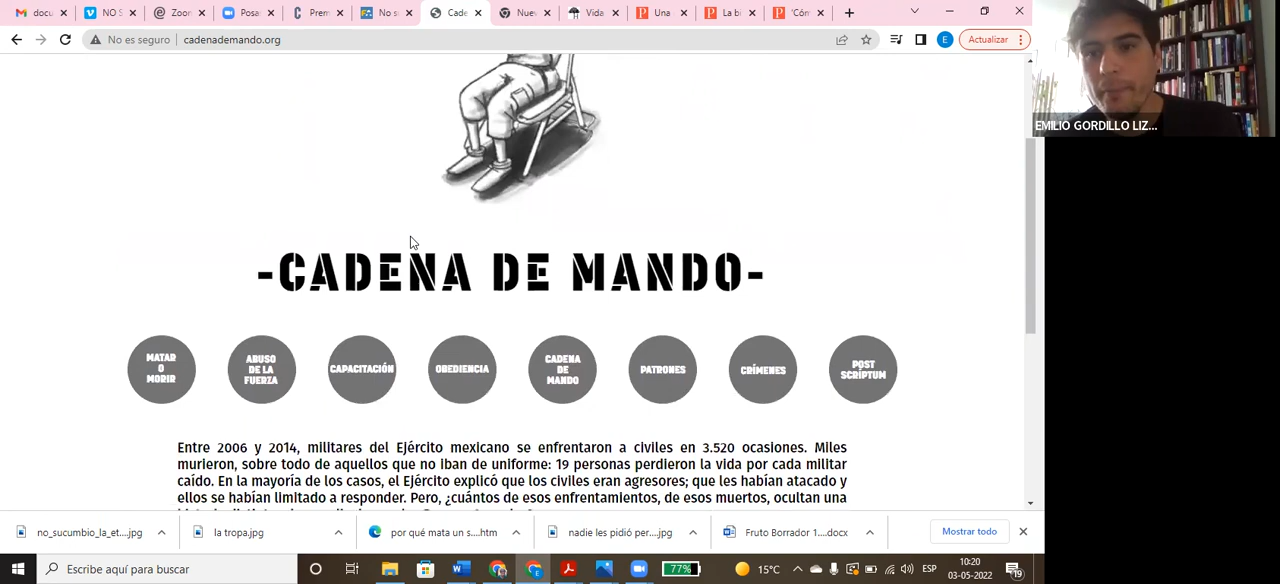 docu
NO S
Zoom
Posa
Prem
No su
Cade
Nuev
Vida
Una
La bi
'Cóm
No es seguro
cadenademando.org
E
Actualizar
EMILIO GORDILLO LIZ...
-CADENA DE MANDO-
MATAR
O
MORIR
ABUSO
DE LA
FUERZA
CAPACITACIÓN
OBEDIENCIA
CADENA
DE
MANDO
PATRONES
CRÍMENES
POST
SCRÍPTUM
Entre 2006 y 2014, militares del Ejército mexicano se enfrentaron a civiles en 3.520 ocasiones. Miles
murieron, sobre todo de aquellos que no iban de uniforme: 19 personas perdieron la vida por cada militar
caído. En la mayoría de los casos, el Ejército explicó que los civiles eran agresores; que les habían atacado y
ellos se habían limitado a responder. Pero, ¿cuántos de esos enfrentamientos, de esos muertos, ocultan una
no_sucumbio_la_et....jpg
la tropa.jpg
por qué mata un s....htm
nadie les pidió per....jpg
Fruto Borrador 1....docx
Mostrar todo
Escribe aquí para buscar
77%
15°C
ESP
10:20
03-05-2022
19